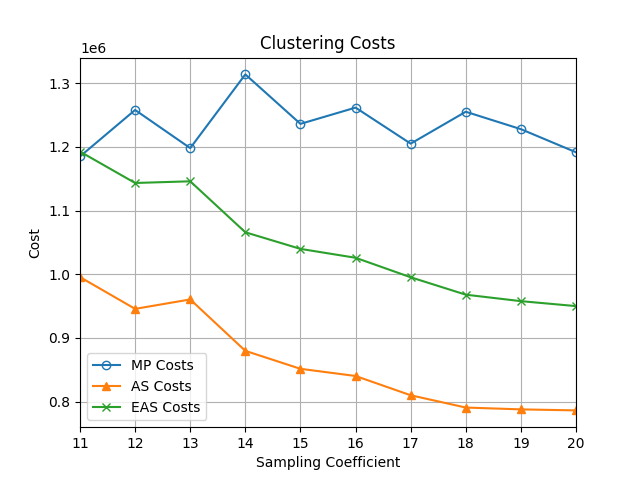 Clustering Costs
1e6
1.3
1.2
1.1
1.0
0.9
0.8
Cost
MP Costs
AS Costs
EAS Costs
11 12 13 14 15 16 17 18 19 20
Sampling Coefficient